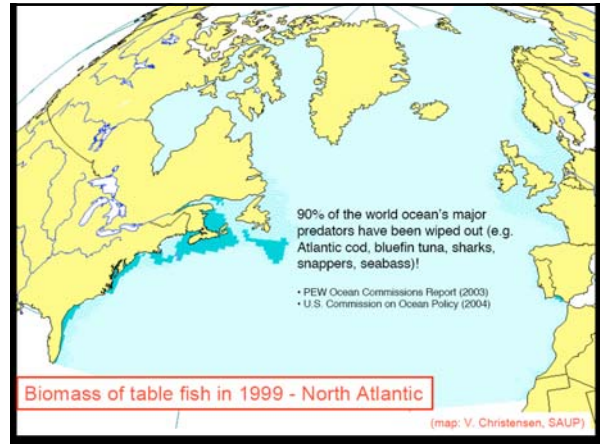 90% of the world ocean's major
predators have been wiped out (e.g.
Atlantic cod, bluefin tuna, sharks,
snappers, seabass)!
• PEW Ocean Commissions Report (2003)
• U.S. Commission on Ocean Policy (2004)
Biomass of table fish in 1999 - North Atlantic
(map: V. Christensen, SAUP)